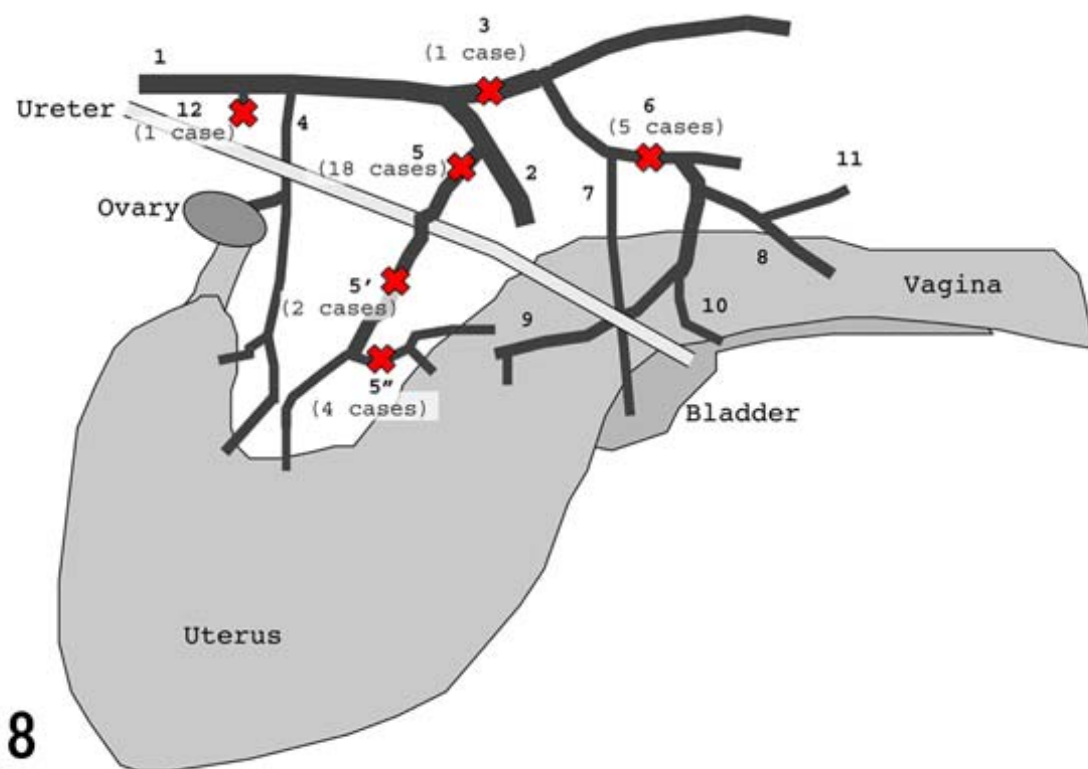 3
(1 case)
1
Ureter
12
(1 case)
4
6
(5 cases)
5
(18 cases)
2
11
7
Ovary
8
5'
(2 cases)
Vagina
9
10
5"
(4 cases)
Bladder
Uterus
8